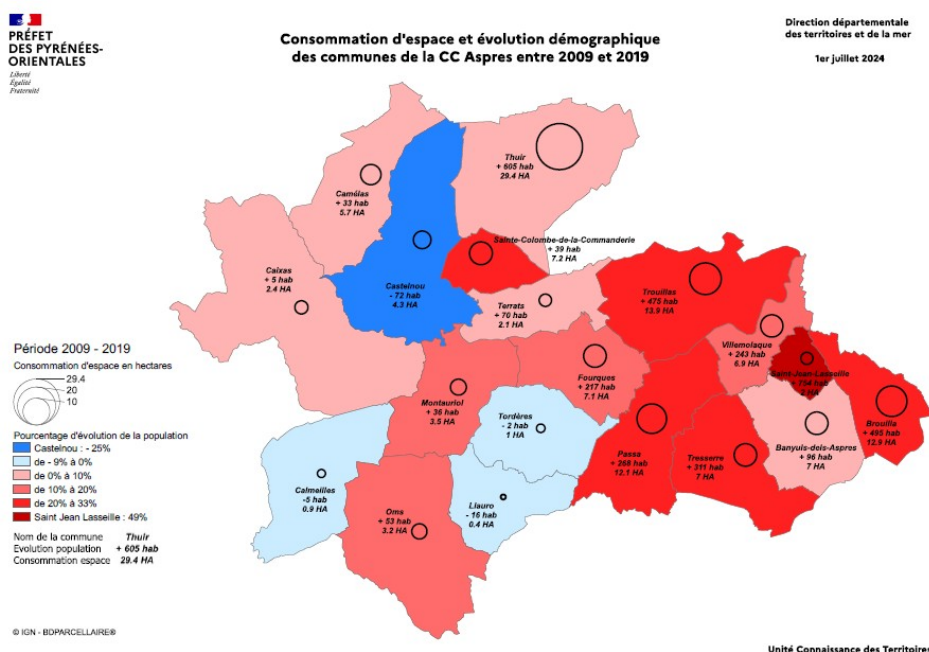 PRÉFET
DES PYRÉNÉES-
ORIENTALES
Liberté
Égalité
Fraternité
Consommation d'espace et évolution démographique
des communes de la CC Aspres entre 2009 et 2019
Direction départementale
des territoires et de la mer
1er juillet 2024
Thuir
+ 605 hab
29.4 HA
Camélas
+ 33 hab
5.7 HA
Sainte-Colombe-de-la-Commanderie
+ 39 hab
7.2 HA
Caixas
+ 5 hab
2.4 HA
Castelnou
- 72 hab
4.3 HA
Terrats
+ 70 hab
2.1 HA
Trouillas
+ 475 hab
13.9 HA
Villemolaque
+ 243 hab
6.9 HA
Saint-Jean-Lasseille
Fourques
+ 217 hab
7.1 HA
Montauriol
+ 36 hab
3.5 HA
Tordères
- 2 hab
1 HA
Brouilla
+ 495 hab
12.9 HA
Banyuls-dels-Aspres
+ 96 hab
7 HA
Passa
+ 268 hab
12.1 HA
Tresserre
+ 311 hab
7 HA
Calmeilles
-5 hab
0.9 HA
Llauro
- 16 hab
0.4 HA
Oms
+ 53 hab
3.2 HA
Période 2009 - 2019
Consommation d'espace en hectares
29.4
20
10
Pourcentage d'évolution de la population
Castelnou : - 25%
de - 9% à 0%
de 0% à 10%
de 10% à 20%
de 20% à 33%
Saint Jean Lasseille : 49%
Nom de la commune Thuir
Evolution population + 605 hab
Consommation espace 29.4 HA
© IGN - BDPARCELLAIRE®
Unité Connaissance des Territoires